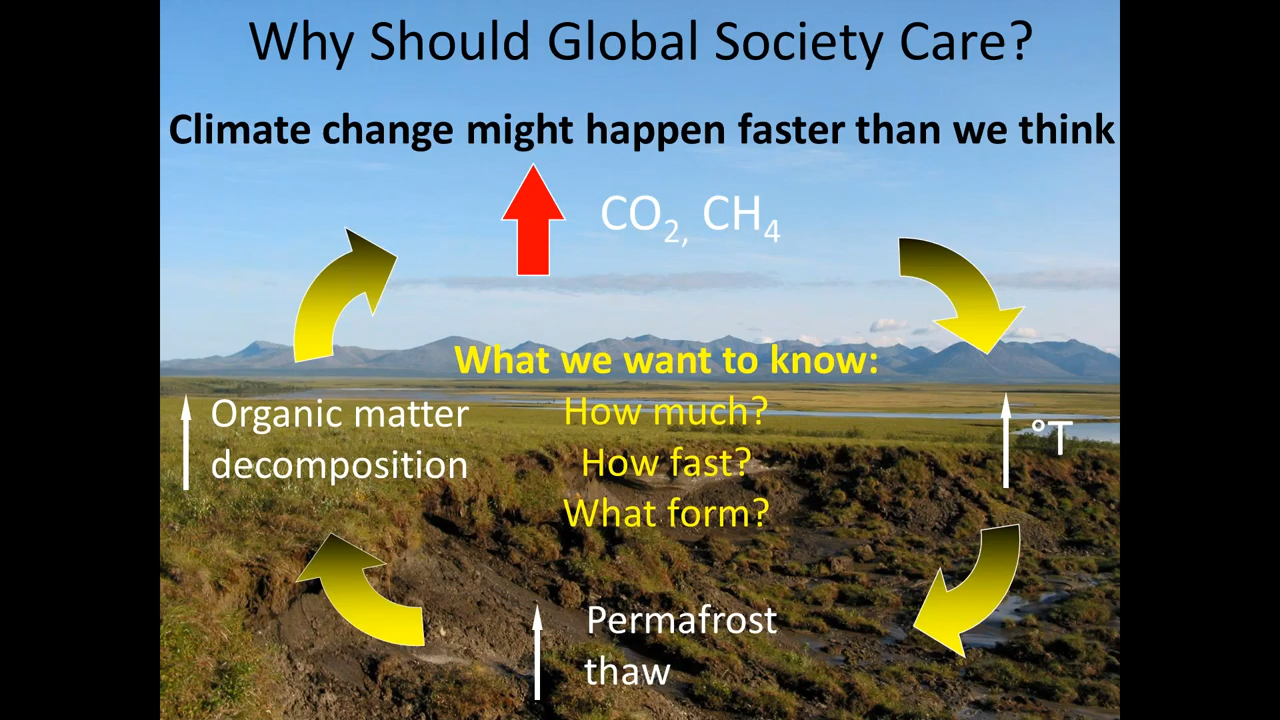 Why Should Global Society Care?
Climate change might happen faster than we think
CO₂, CH₄
What we want to know:
How much?
How fast?
What form?
Organic matter
decomposition
°T
Permafrost
thaw